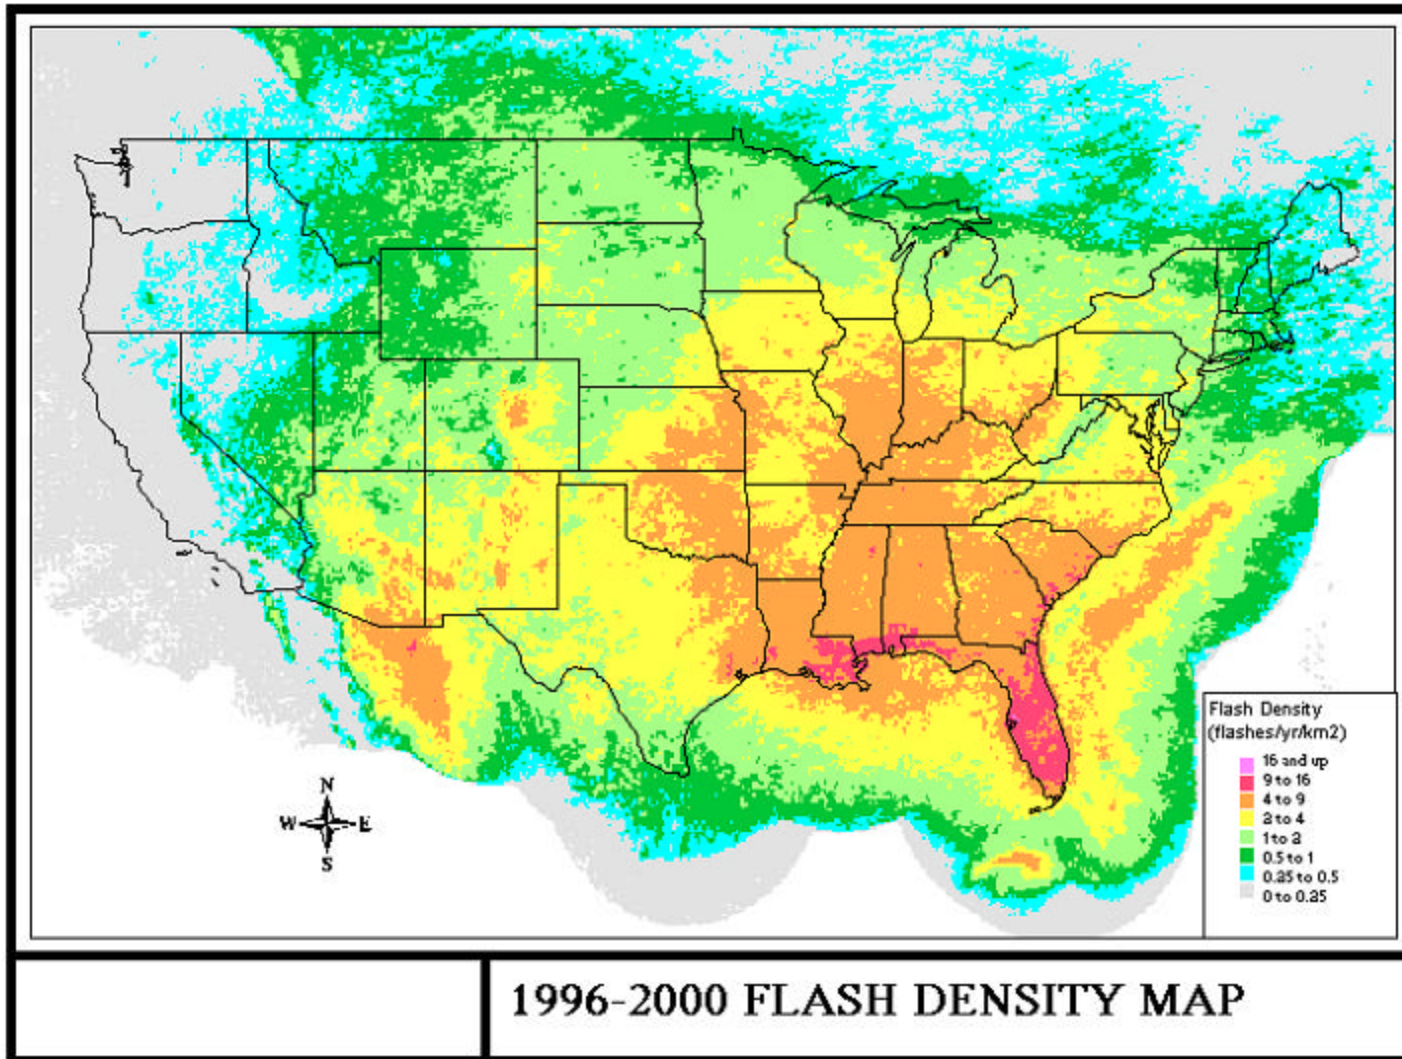 Flash Density
(flashes/yr/km2)
16 and up
9 to 16
4 to 9
2 to 4
1 to 2
0.5 to 1
0.25 to 0.5
0 to 0.25
N
W E
S
1996-2000 FLASH DENSITY MAP